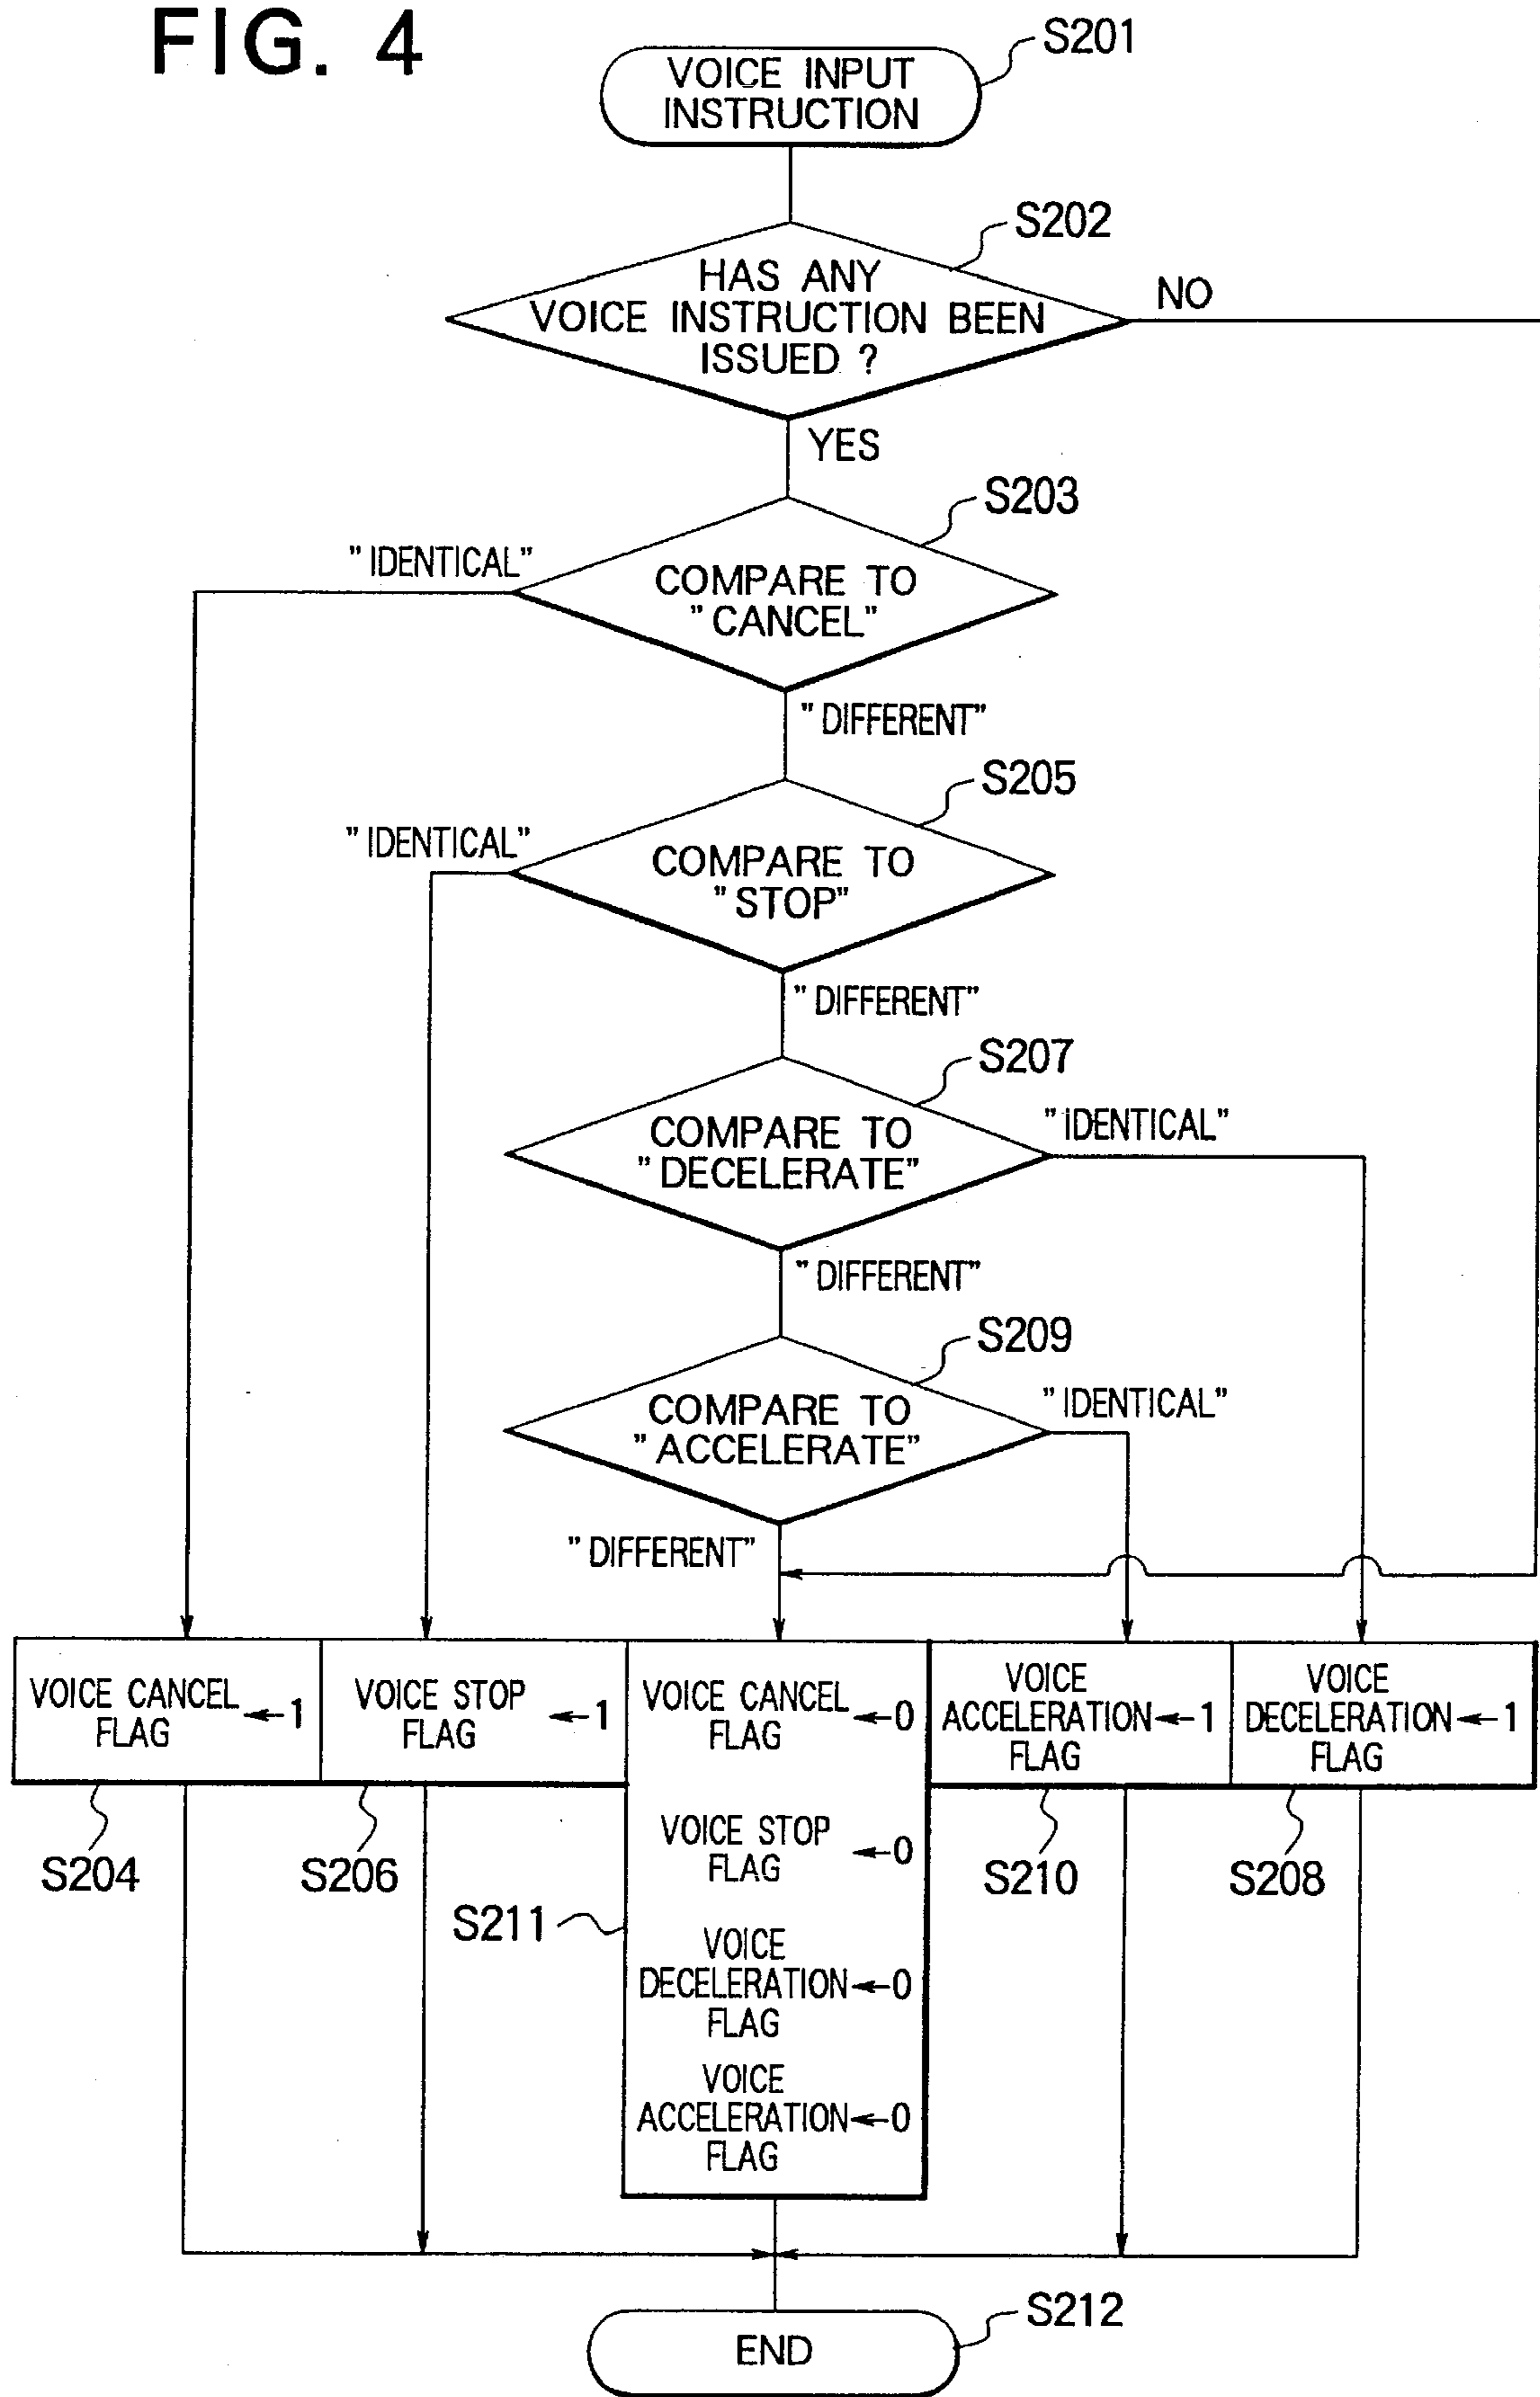 FIG. 4
S201
VOICE INPUT
INSTRUCTION
S202
HAS ANY
VOICE INSTRUCTION BEEN
ISSUED ?
NO
YES
S203
"IDENTICAL"
COMPARE TO
"CANCEL"
"DIFFERENT"
S205
"IDENTICAL"
COMPARE TO
"STOP"
"DIFFERENT"
S207
"IDENTICAL"
COMPARE TO
"DECELERATE"
"DIFFERENT"
S209
"IDENTICAL"
COMPARE TO
"ACCELERATE"
"DIFFERENT"
VOICE CANCEL ←1
FLAG
S204
VOICE STOP ←1
FLAG
S206
VOICE CANCEL ←0
FLAG
VOICE STOP ←0
FLAG
VOICE
DECELERATION←0
FLAG
VOICE
ACCELERATION←0
FLAG
S211
VOICE
ACCELERATION←1
FLAG
S210
VOICE
DECELERATION←1
FLAG
S208
S212
END